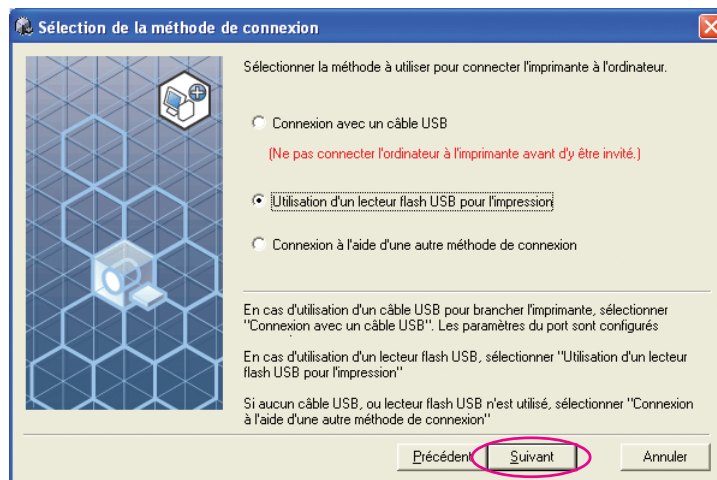 Sélection de la méthode de connexion
Sélectionner la méthode à utiliser pour connecter l'imprimante à l'ordinateur.
Connexion avec un câble USB
(Ne pas connecter l'ordinateur à l'imprimante avant d'y être invité.)
Utilisation d'un lecteur flash USB pour l'impression
Connexion à l'aide d'une autre méthode de connexion
En cas d'utilisation d'un câble USB pour brancher l'imprimante, sélectionner
"Connexion avec un câble USB". Les paramètres du port sont configurés
En cas d'utilisation d'un lecteur flash USB, sélectionner "Utilisation d'un lecteur
flash USB pour l'impression"
Si aucun câble USB, ou lecteur flash USB n'est utilisé, sélectionner "Connexion
à l'aide d'une autre méthode de connexion"
Précédent
Suivant
Annuler